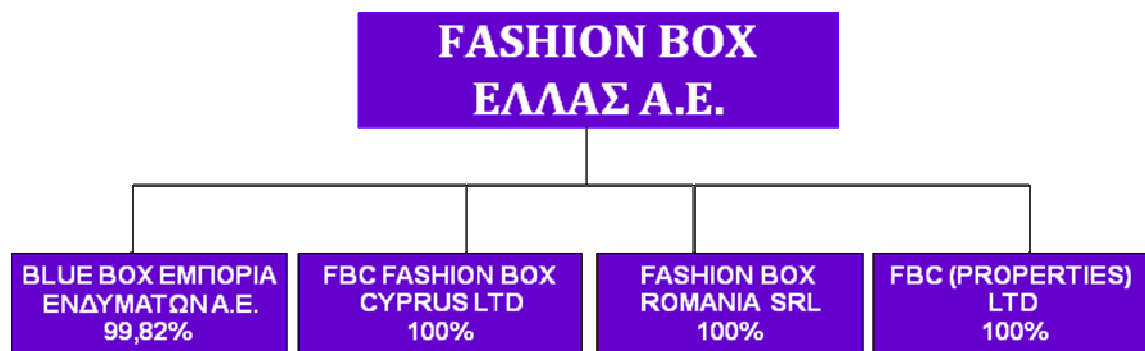 FASHION BOX
ΕΛΛΑΣ Α.Ε.
BLUE BOX ΕΜΠΟΡΙΑ
ΕΝΔΥΜΑΤΩΝ Α.Ε.
99,82%
FBC FASHION BOX
CYPRUS LTD
100%
FASHION BOX
ROMANIA SRL
100%
FBC (PROPERTIES)
LTD
100%